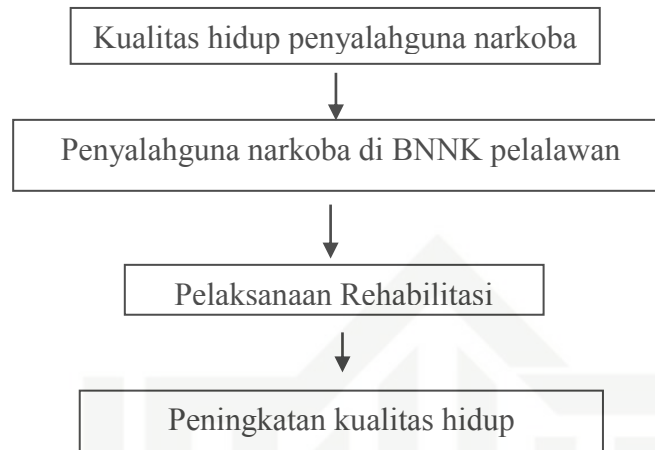 Kualitas hidup penyalahguna narkoba
Penyalahguna narkoba di BNNK pelalawan
Pelaksanaan Rehabilitasi
Peningkatan kualitas hidup